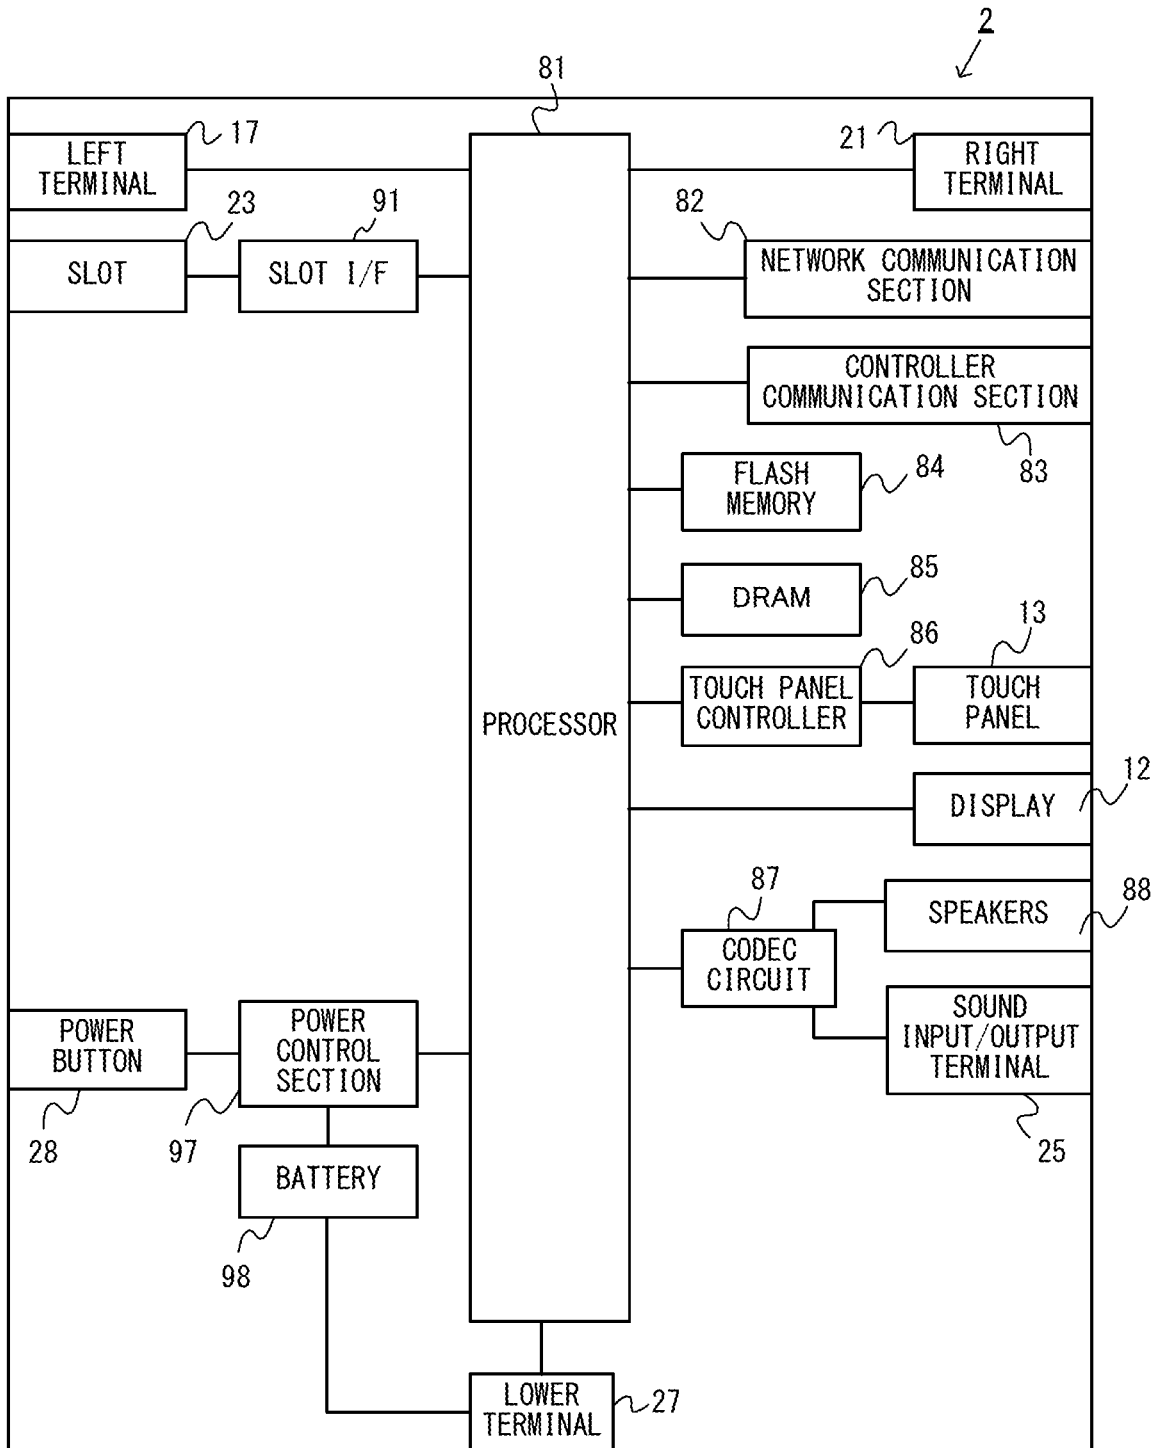 2
81
17
LEFT
TERMINAL
21
RIGHT
TERMINAL
23
SLOT
91
SLOT I/F
82
NETWORK COMMUNICATION
SECTION
CONTROLLER
COMMUNICATION SECTION
83
FLASH
MEMORY
84
DRAM
85
86
TOUCH PANEL
CONTROLLER
13
TOUCH
PANEL
PROCESSOR
DISPLAY
12
87
CODEC
CIRCUIT
SPEAKERS
88
SOUND
INPUT/OUTPUT
TERMINAL
25
POWER
BUTTON
28
POWER
CONTROL
SECTION
97
BATTERY
98
LOWER
TERMINAL
27